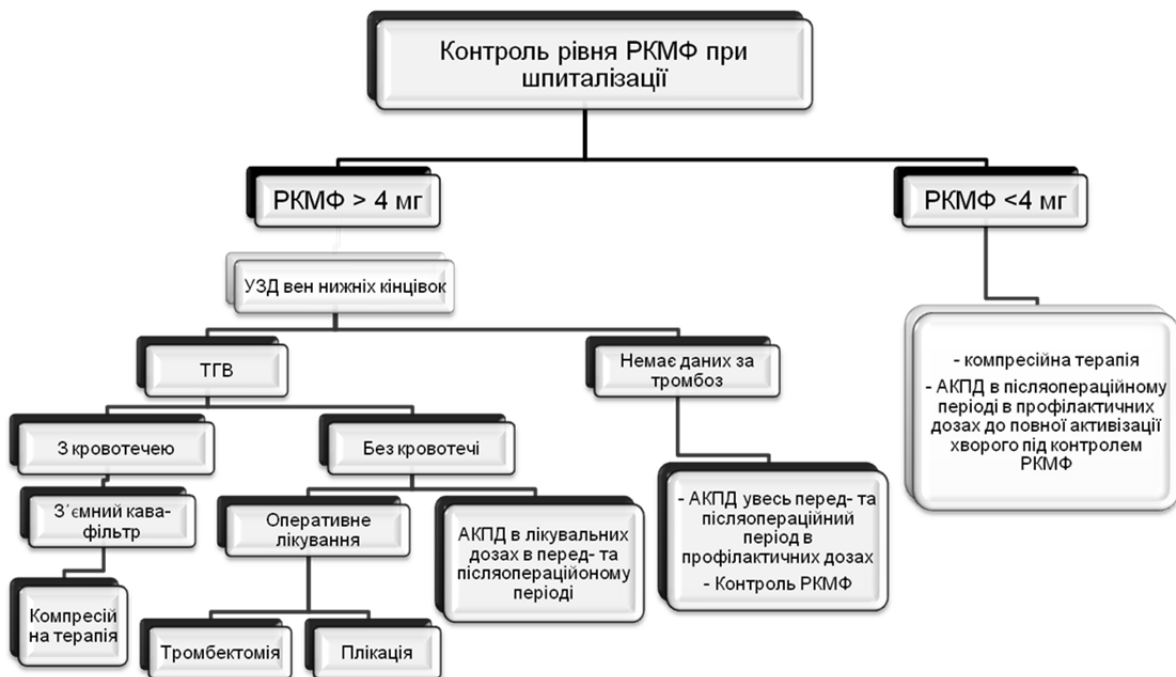 Контроль рівня РКМФ при
шпиталізації
РКМФ > 4 мг
РКМФ <4 мг
УЗД вен нижніх кінцівок
ТГВ
Немає даних за
тромбоз
- компресійна терапія
- АКПД в післяопераційному
періоді в профілактичних
дозах до повної активізації
хворого під контролем
РКМФ
З кровотечею
Без кровотечі
З´ємний кава-
фільтр
Оперативне
лікування
АКПД в лікувальних
дозах в перед- та
післяопераційоному
періоді
- АКПД увесь перед- та
післяопераційний
період в
профілактичних дозах
- Контроль РКМФ
Компресій
на терапія
Тромбектомія
Плікація